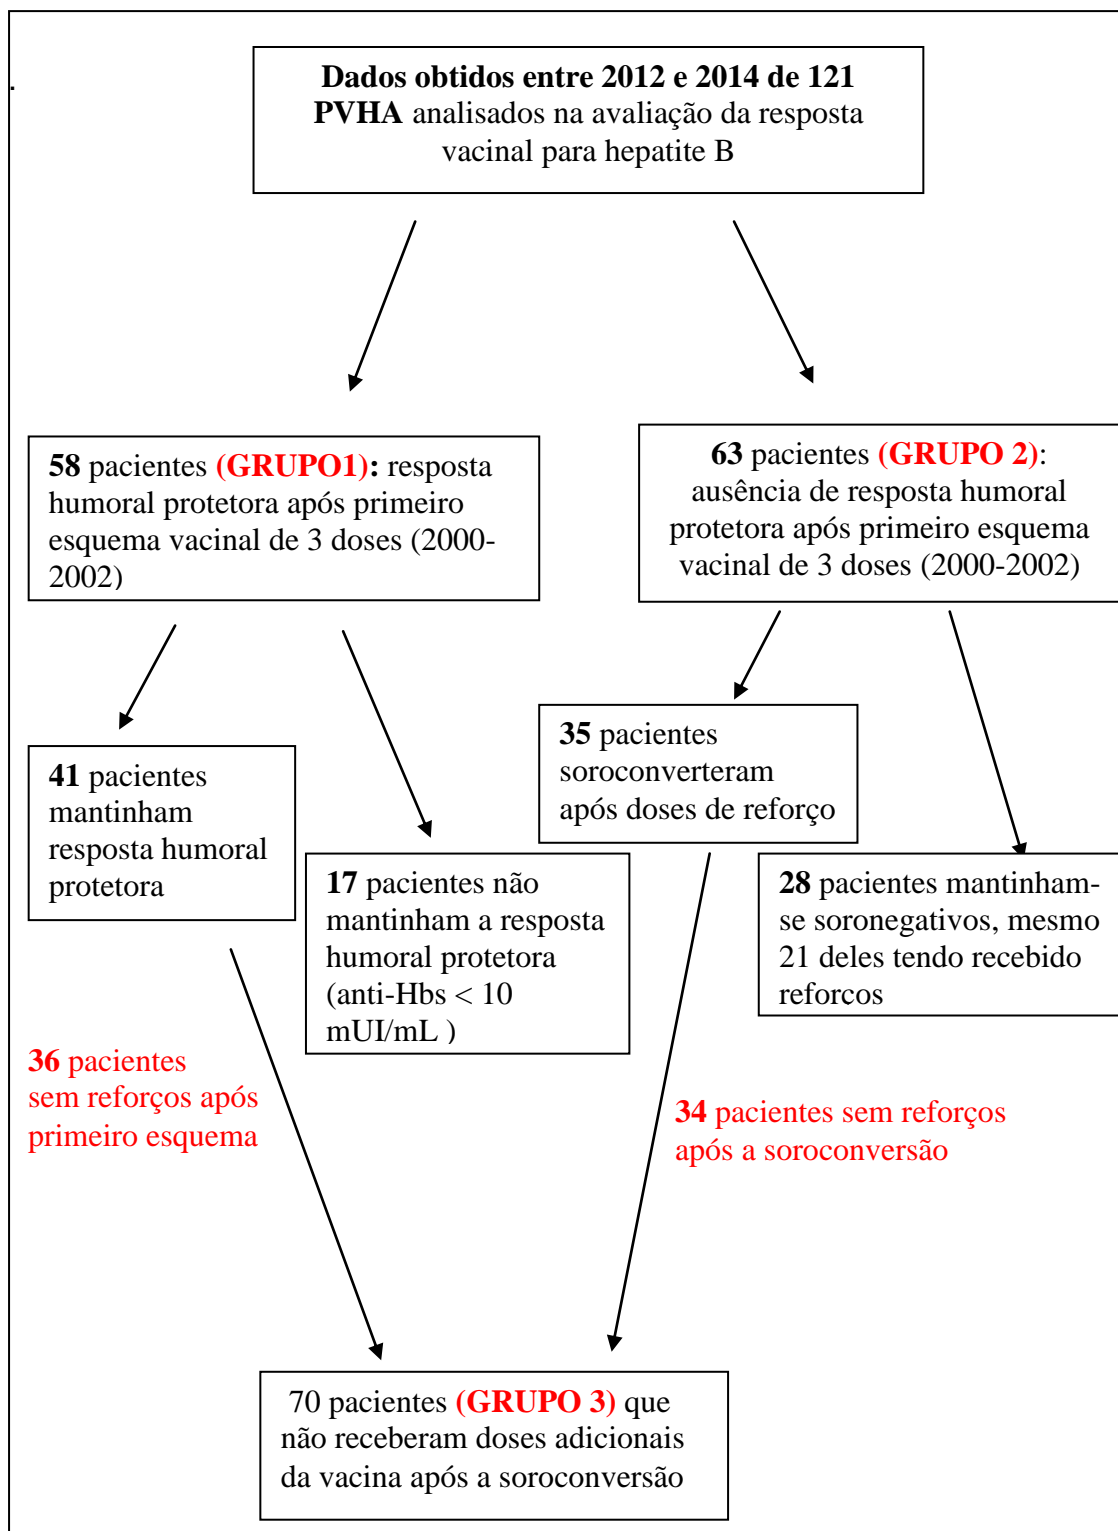 .
Dados obtidos entre 2012 e 2014 de 121
PVHA analisados na avaliação da resposta
vacinal para hepatite B
58 pacientes (GRUPO1): resposta
humoral protetora após primeiro
esquema vacinal de 3 doses (2000-
2002)
63 pacientes (GRUPO 2):
ausência de resposta humoral
protetora após primeiro esquema
vacinal de 3 doses (2000-2002)
41 pacientes
mantinham
resposta humoral
protetora
17 pacientes não
mantinham a resposta
humoral protetora
(anti-Hbs < 10
mUI/mL )
35 pacientes
soroconverteram
após doses de reforço
28 pacientes mantinham-
se soronegativos, mesmo
21 deles tendo recebido
reforcos
36 pacientes
sem reforços após
primeiro esquema
34 pacientes sem reforços
após a soroconversão
70 pacientes (GRUPO 3) que
não receberam doses adicionais
da vacina após a soroconversão